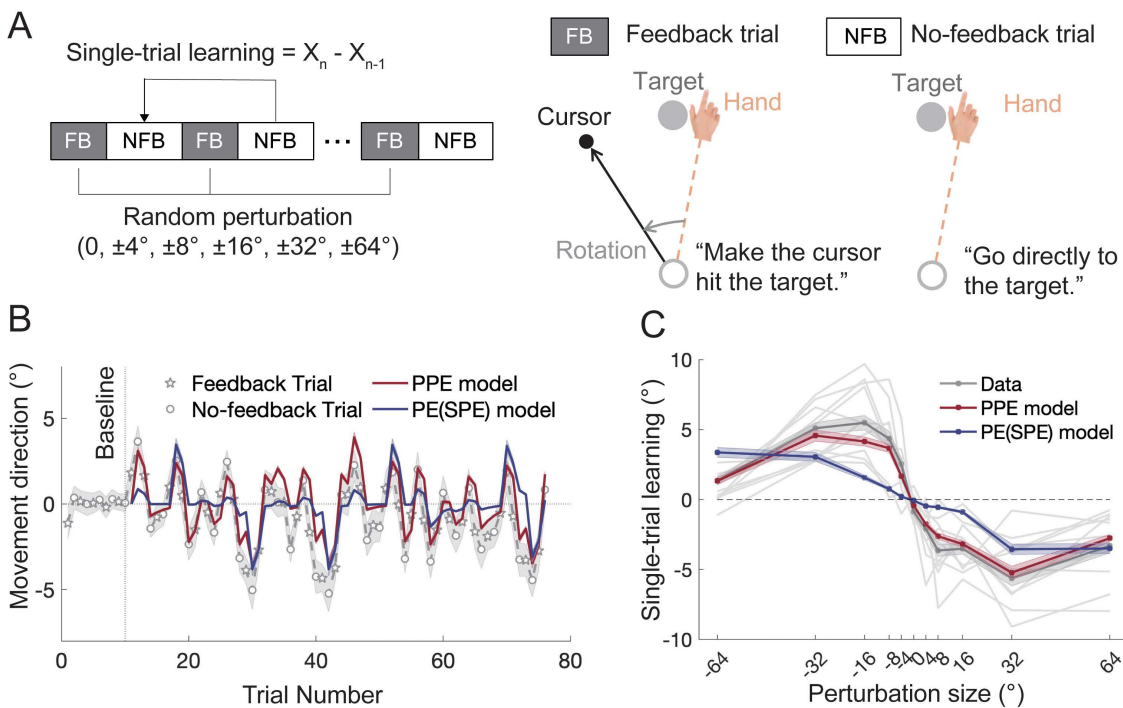 A
Single-trial learning = Xn - Xn-1
FB NFB FB NFB ... FB NFB
Random perturbation
(0, ±4°, ±8°, ±16°, ±32°, ±64°)
FB Feedback trial
NFB No-feedback trial
Target
Hand
Cursor
Rotation
“Make the cursor
hit the target.”
Target
Hand
“Go directly to
the target.”
B
Movement direction (°)
5
0
-5
Baseline
Feedback Trial
No-feedback Trial
PPE model
PE(SPE) model
0 20 40 60 80
Trial Number
C
Single-trial learning (°)
10
5
0
-5
-10
Data
PPE model
PE(SPE) model
-64 -32 -16 -8 -4 0 4 8 16 32 64
Perturbation size (°)